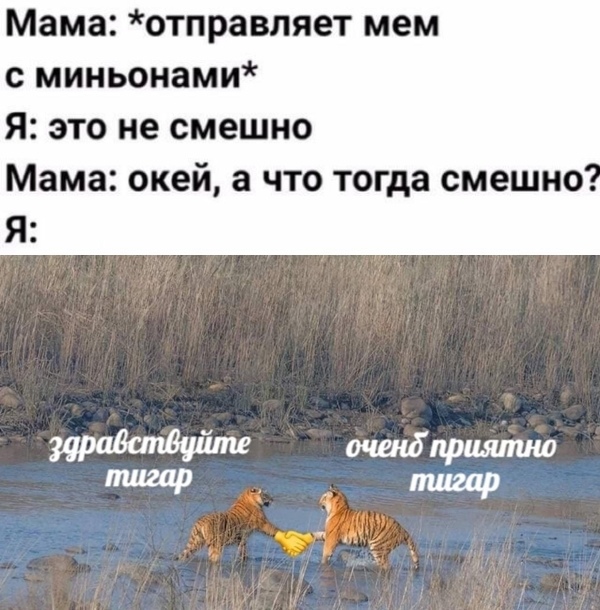 Мама: *отправляет мем
с миньонами*
Я: это не смешно
Мама: окей, а что тогда смешно?
Я:
здравствуйте
тигар
оченб приятно
тигар